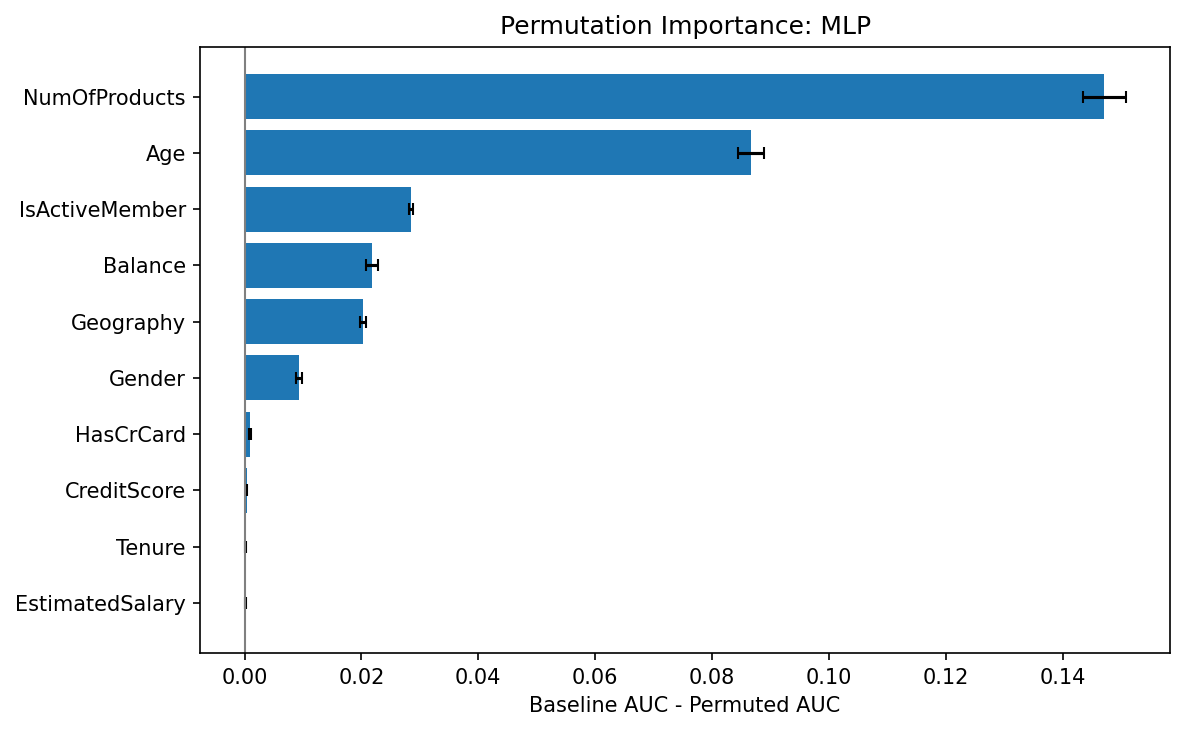 Permutation Importance: MLP
NumOfProducts
Age
IsActiveMember
Balance
Geography
Gender
HasCrCard
CreditScore
Tenure
EstimatedSalary
0.00 0.02 0.04 0.06 0.08 0.10 0.12 0.14
Baseline AUC - Permuted AUC